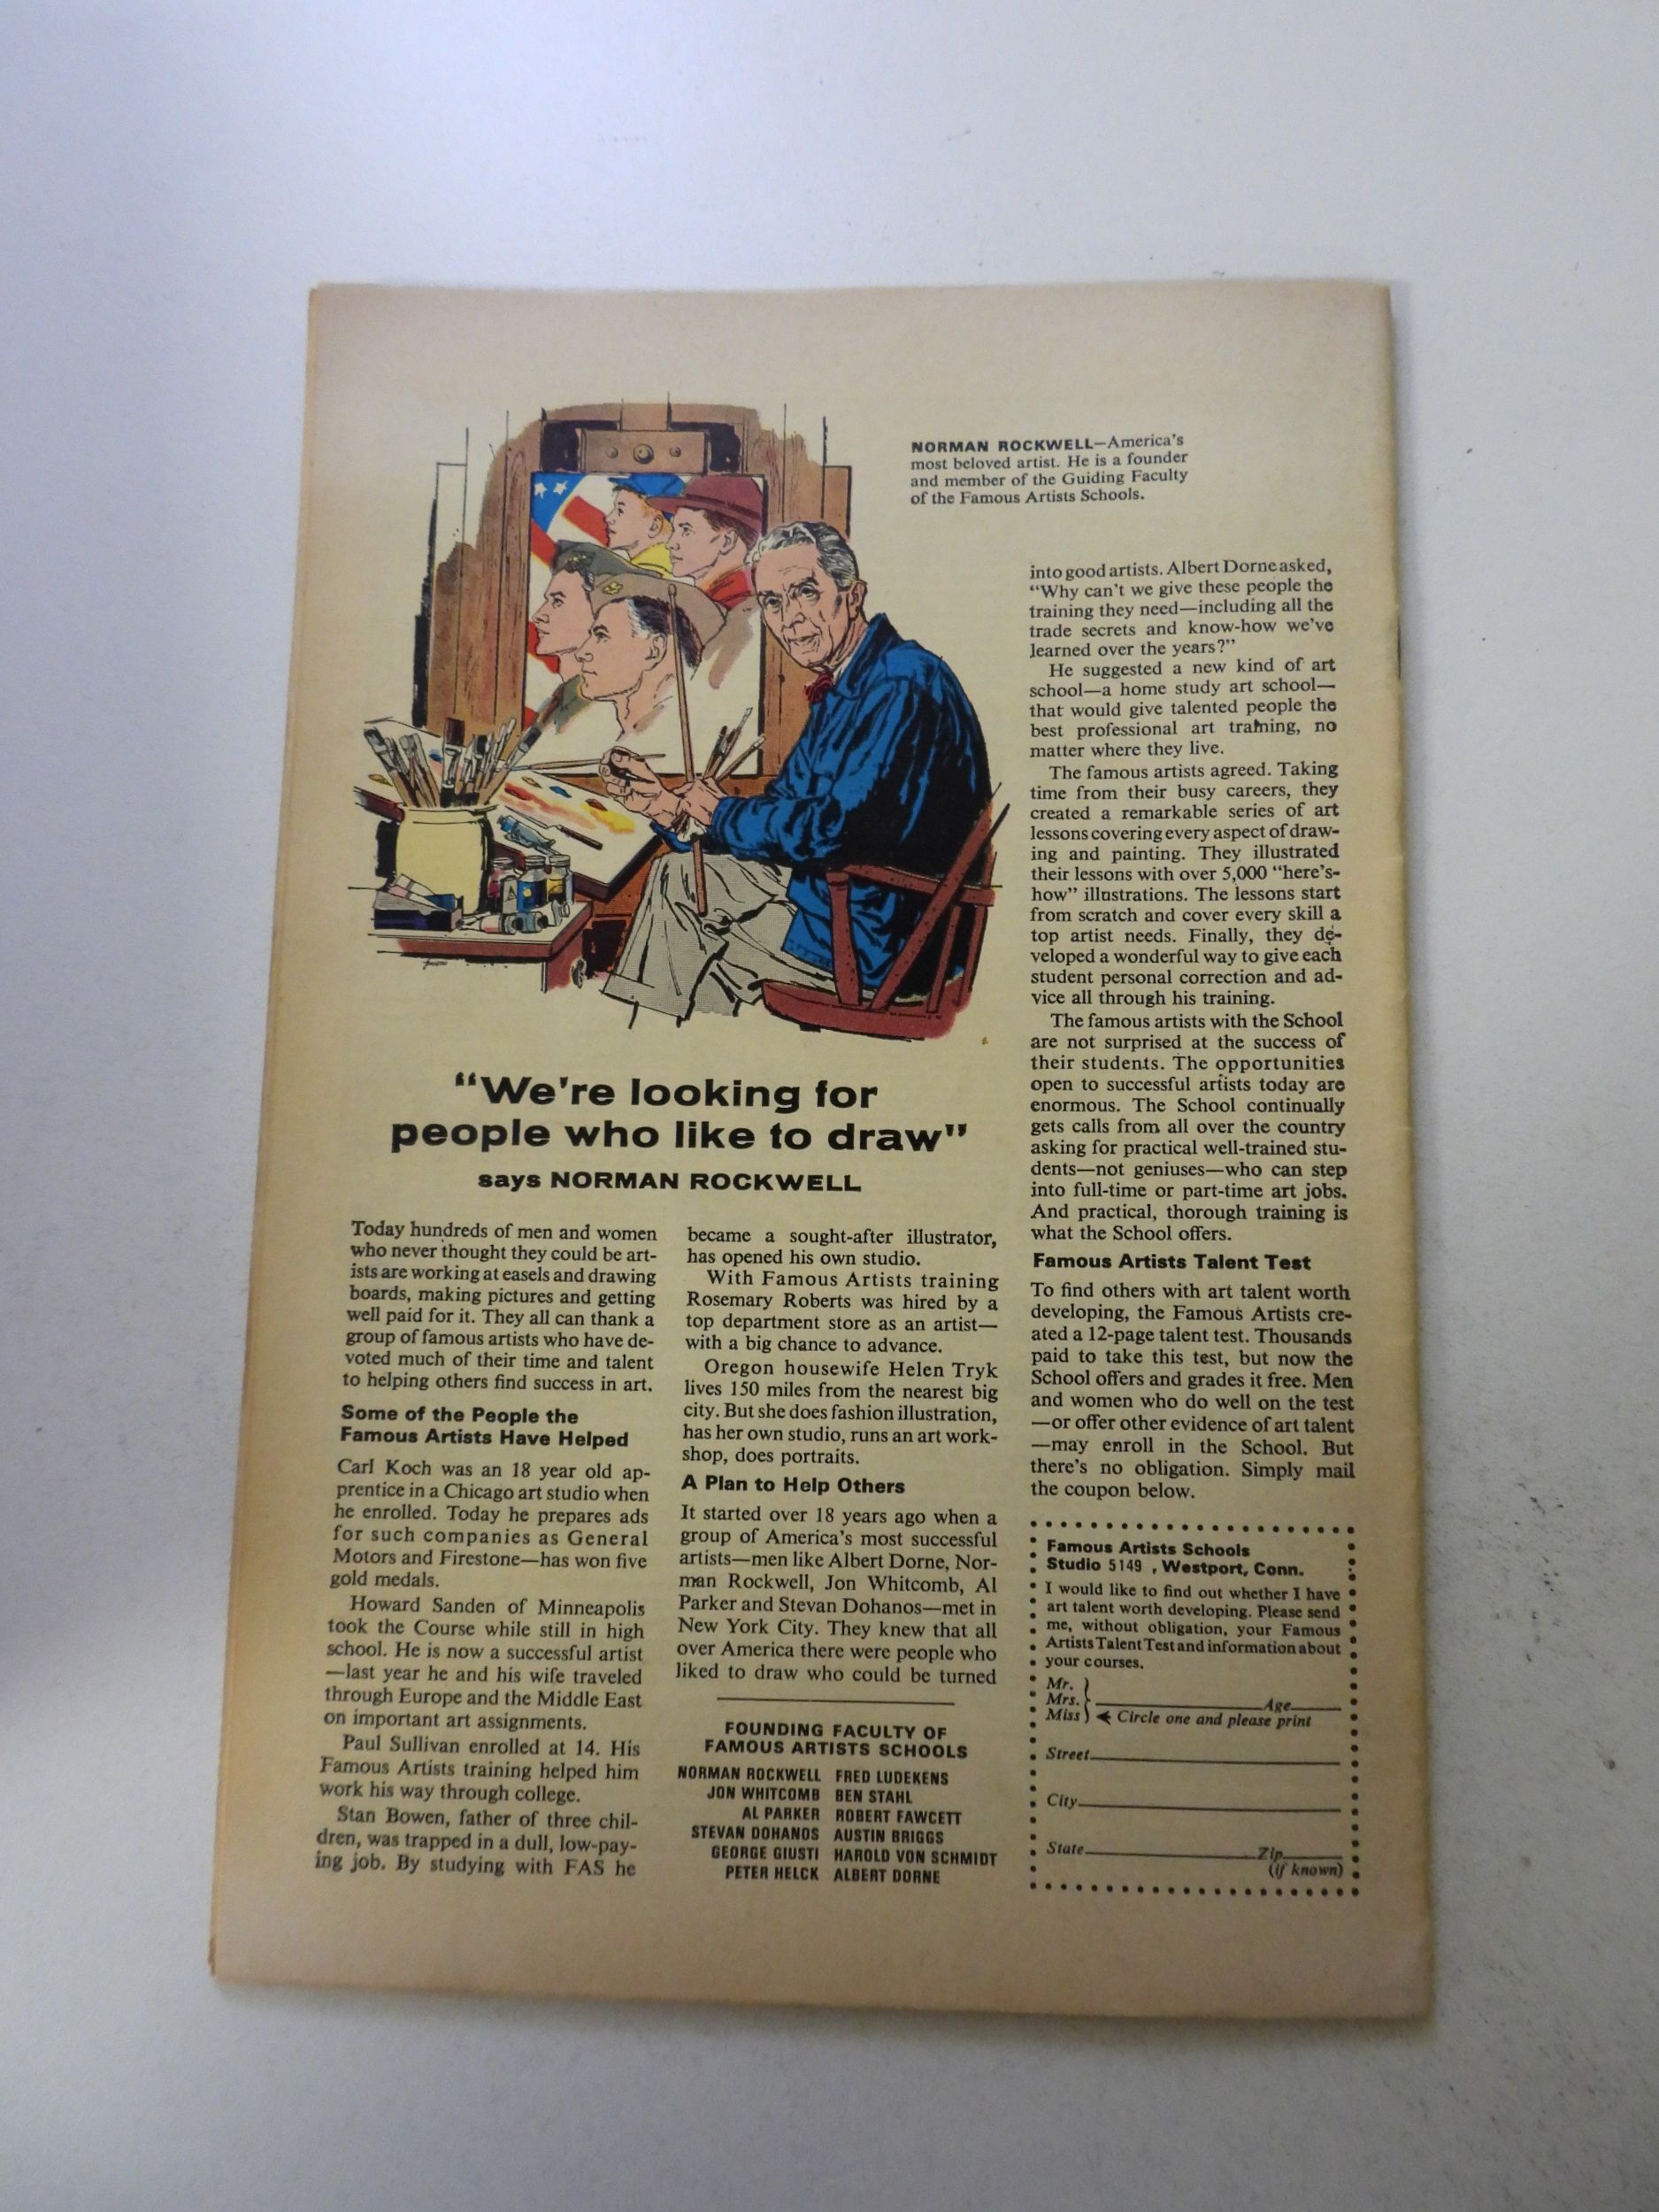 NORMAN ROCKWELL—America's
most beloved artist. He is a founder
and member of the Guiding Faculty
of the Famous Artists Schools.
"We're looking for
people who like to draw"
says NORMAN ROCKWELL
Today hundreds of men and women
who never thought they could be art-
ists are working at easels and drawing
boards, making pictures and getting
well paid for it. They all can thank a
group of famous artists who have de-
voted much of their time and talent
to helping others find success in art.
Some of the People the
Famous Artists Have Helped
Carl Koch was an 18 year old ap-
prentice in a Chicago art studio when
he enrolled. Today he prepares ads
for such companies as General
Motors and Firestone—has won five
gold medals.
Howard Sanden of Minneapolis
took the Course while still in high
school. He is now a successful artist
—last year he and his wife traveled
through Europe and the Middle East
on important art assignments.
Paul Sullivan enrolled at 14. His
Famous Artists training helped him
work his way through college.
Stan Bowen, father of three chil-
dren, was trapped in a dull, low-pay-
ing job. By studying with FAS he
became a sought-after illustrator,
has opened his own studio.
With Famous Artists training
Rosemary Roberts was hired by a
top department store as an artist—
with a big chance to advance.
Oregon housewife Helen Tryk
lives 150 miles from the nearest big
city. But she does fashion illustration,
has her own studio, runs an art work-
shop, does portraits.
A Plan to Help Others
It started over 18 years ago when a
group of America's most successful
artists—men like Albert Dorne, Nor-
man Rockwell, Jon Whitcomb, Al
Parker and Stevan Dohanos—met in
New York City. They knew that all
over America there were people who
liked to draw who could be turned
FOUNDING FACULTY OF
FAMOUS ARTISTS SCHOOLS
NORMAN ROCKWELL FRED LUDEKENS
JON WHITCOMB BEN STAHL
AL PARKER ROBERT FAWCETT
STEVAN DOHANOS AUSTIN BRIGGS
GEORGE GIUSTI HAROLD VON SCHMIDT
PETER HELCK ALBERT DORNE
into good artists. Albert Dorne asked,
"Why can't we give these people the
training they need—including all the
trade secrets and know-how we've
learned over the years?"
He suggested a new kind of art
school—a home study art school—
that would give talented people the
best professional art training, no
matter where they live.
The famous artists agreed. Taking
time from their busy careers, they
created a remarkable series of art
lessons covering every aspect of draw-
ing and painting. They illustrated
their lessons with over 5,000 "here's-
how" illustrations. The lessons start
from scratch and cover every skill a
top artist needs. Finally, they de-
veloped a wonderful way to give each
student personal correction and ad-
vice all through his training.
The famous artists with the School
are not surprised at the success of
their students. The opportunities
open to successful artists today are
enormous. The School continually
gets calls from all over the country
asking for practical well-trained stu-
dents—not geniuses—who can step
into full-time or part-time art jobs.
And practical, thorough training is
what the School offers.
Famous Artists Talent Test
To find others with art talent worth
developing, the Famous Artists cre-
ated a 12-page talent test. Thousands
paid to take this test, but now the
School offers and grades it free. Men
and women who do well on the test
—or offer other evidence of art talent
—may enroll in the School. But
there's no obligation. Simply mail
the coupon below.
Famous Artists Schools
Studio 5149 , Westport, Conn.
I would like to find out whether I have
art talent worth developing. Please send
me, without obligation, your Famous
Artists Talent Test and information about
your courses.
Mr.
Mrs. Age
Miss Circle one and please print
Street
City
State Zip
(if known)